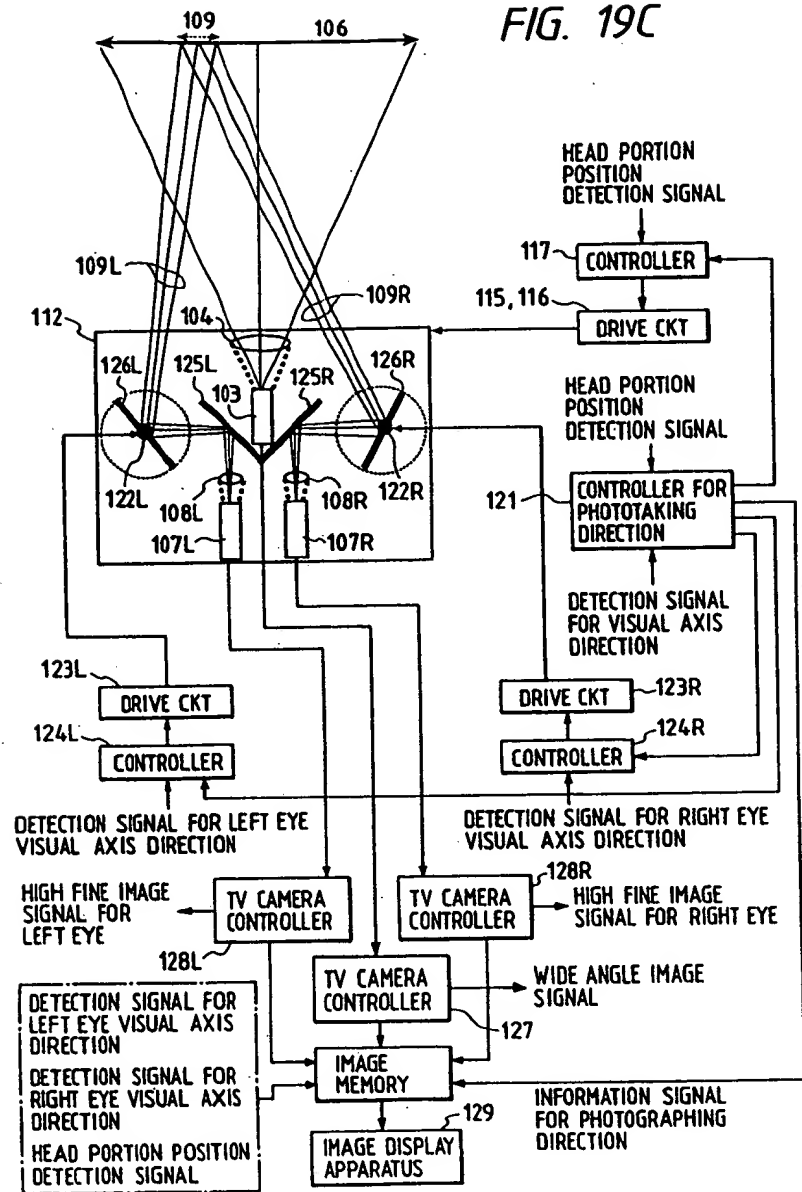 FIG. 19C
109
106
HEAD PORTION
POSITION
DETECTION SIGNAL
117
CONTROLLER
115, 116
DRIVE CKT
109L
109R
112
104
126L
125L
103
125R
126R
HEAD PORTION
POSITION
DETECTION SIGNAL
122L
108L
108R
122R
107L
107R
121
CONTROLLER FOR
PHOTOTAKING
DIRECTION
DETECTION SIGNAL
FOR VISUAL AXIS
DIRECTION
123L
DRIVE CKT
124L
CONTROLLER
DRIVE CKT
123R
124R
CONTROLLER
DETECTION SIGNAL FOR LEFT EYE
VISUAL AXIS DIRECTION
DETECTION SIGNAL FOR RIGHT EYE
VISUAL AXIS DIRECTION
HIGH FINE IMAGE
SIGNAL FOR
LEFT EYE
TV CAMERA
CONTROLLER
128L
128R
TV CAMERA
CONTROLLER
HIGH FINE IMAGE
SIGNAL FOR RIGHT EYE
TV CAMERA
CONTROLLER
127
WIDE ANGLE IMAGE
SIGNAL
DETECTION SIGNAL FOR
LEFT EYE VISUAL AXIS
DIRECTION
DETECTION SIGNAL FOR
RIGHT EYE VISUAL AXIS
DIRECTION
HEAD PORTION POSITION
DETECTION SIGNAL
IMAGE
MEMORY
INFORMATION SIGNAL
FOR PHOTOGRAPHING
DIRECTION
129
IMAGE DISPLAY
APPARATUS